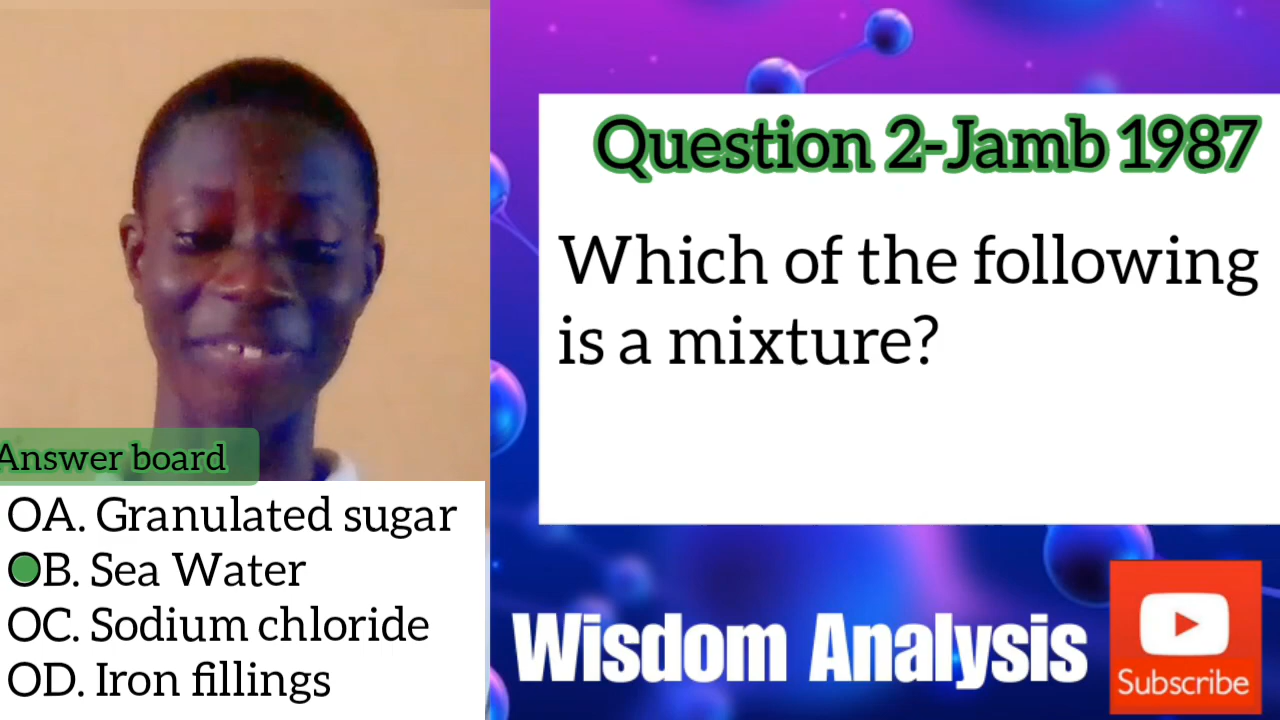 Question 2-Jamb 1987
Which of the following
is a mixture?
Answer board
OA. Granulated sugar
OB. Sea Water
OC. Sodium chloride
OD. Iron fillings
Wisdom Analysis
Subscribe